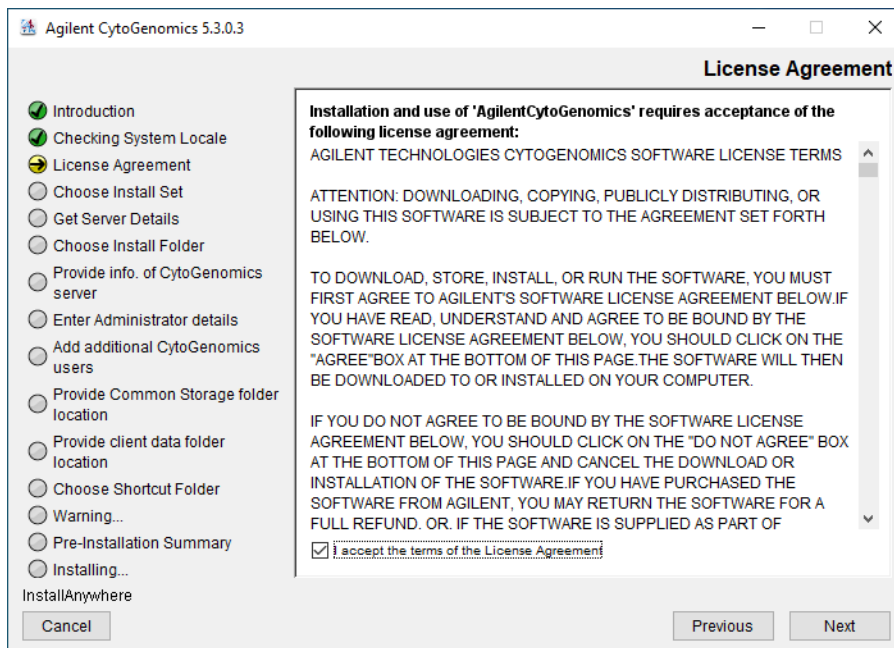 Agilent CytoGenomics 5.3.0.3
License Agreement
Introduction
Checking System Locale
License Agreement
Choose Install Set
Get Server Details
Choose Install Folder
Provide info. of CytoGenomics
server
Enter Administrator details
Add additional CytoGenomics
users
Provide Common Storage folder
location
Provide client data folder
location
Choose Shortcut Folder
Warning...
Pre-Installation Summary
Installing...
Installation and use of 'AgilentCytoGenomics' requires acceptance of the
following license agreement:
AGILENT TECHNOLOGIES CYTOGENOMICS SOFTWARE LICENSE TERMS
ATTENTION: DOWNLOADING, COPYING, PUBLICLY DISTRIBUTING, OR
USING THIS SOFTWARE IS SUBJECT TO THE AGREEMENT SET FORTH
BELOW.
TO DOWNLOAD, STORE, INSTALL, OR RUN THE SOFTWARE, YOU MUST
FIRST AGREE TO AGILENT'S SOFTWARE LICENSE AGREEMENT BELOW.IF
YOU HAVE READ, UNDERSTAND AND AGREE TO BE BOUND BY THE
SOFTWARE LICENSE AGREEMENT BELOW, YOU SHOULD CLICK ON THE
"AGREE"BOX AT THE BOTTOM OF THIS PAGE.THE SOFTWARE WILL THEN
BE DOWNLOADED TO OR INSTALLED ON YOUR COMPUTER.
IF YOU DO NOT AGREE TO BE BOUND BY THE SOFTWARE LICENSE
AGREEMENT BELOW, YOU SHOULD CLICK ON THE "DO NOT AGREE" BOX
AT THE BOTTOM OF THIS PAGE AND CANCEL THE DOWNLOAD OR
INSTALLATION OF THE SOFTWARE.IF YOU HAVE PURCHASED THE
SOFTWARE FROM AGILENT, YOU MAY RETURN THE SOFTWARE FOR A
FULL REFUND. OR. IF THE SOFTWARE IS SUPPLIED AS PART OF
I accept the terms of the License Agreement
InstallAnywhere
Cancel
Previous
Next